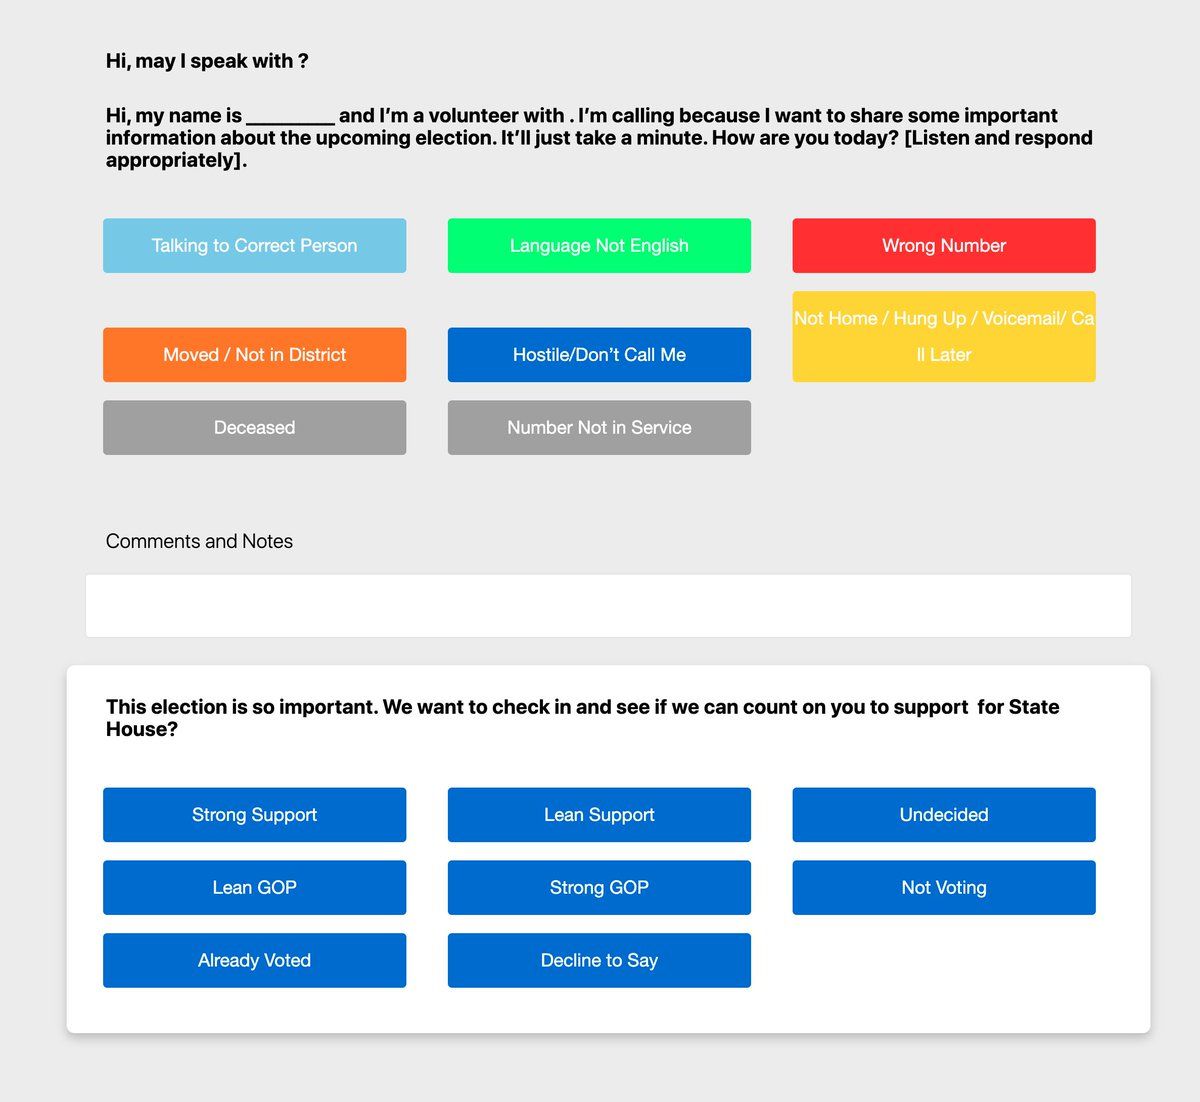 Hi, may I speak with ?
Hi, my name is _________ and I’m a volunteer with . I’m calling because I want to share some important
information about the upcoming election. It’ll just take a minute. How are you today? [Listen and respond
appropriately].
Talking to Correct Person
Language Not English
Wrong Number
Moved / Not in District
Hostile/Don’t Call Me
Not Home / Hung Up / Voicemail/ Ca
ll Later
Deceased
Number Not in Service
Comments and Notes
This election is so important. We want to check in and see if we can count on you to support  for State
House?
Strong Support
Lean Support
Undecided
Lean GOP
Strong GOP
Not Voting
Already Voted
Decline to Say